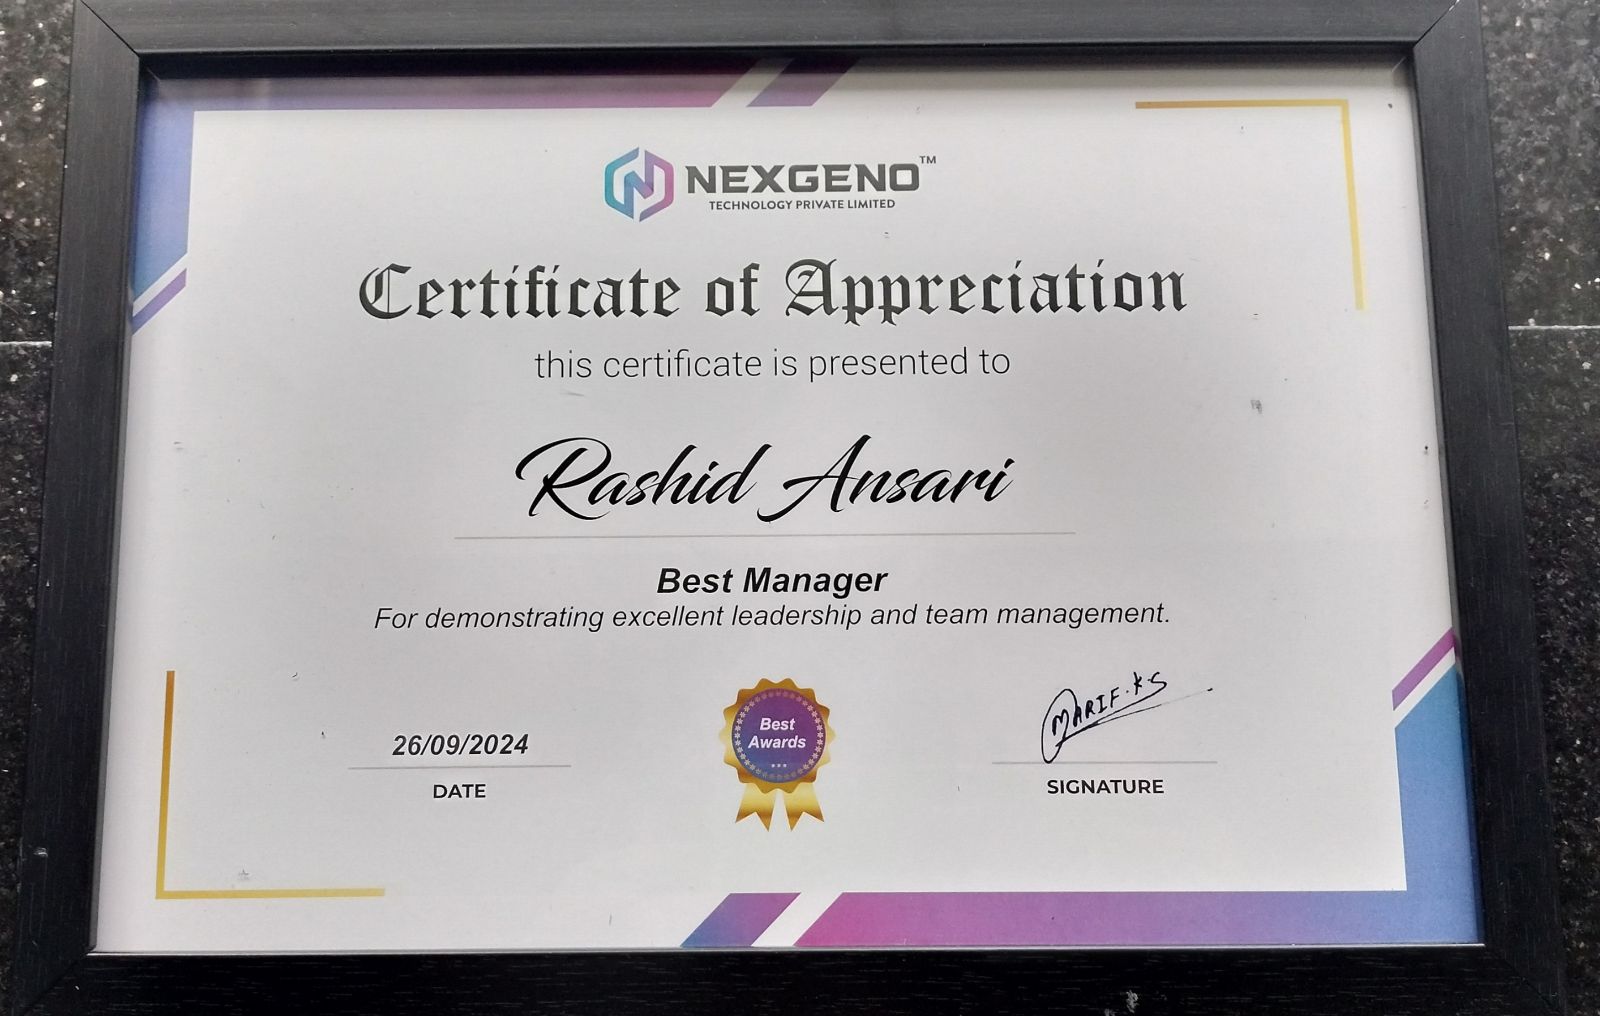 NEXGENO™
TECHNOLOGY PRIVATE LIMITED
Certificate of Appreciation
this certificate is presented to
Rashid Ansari
Best Manager
For demonstrating excellent leadership and team management.
26/09/2024
DATE
Best
Awards
MARIF.K.S
SIGNATURE